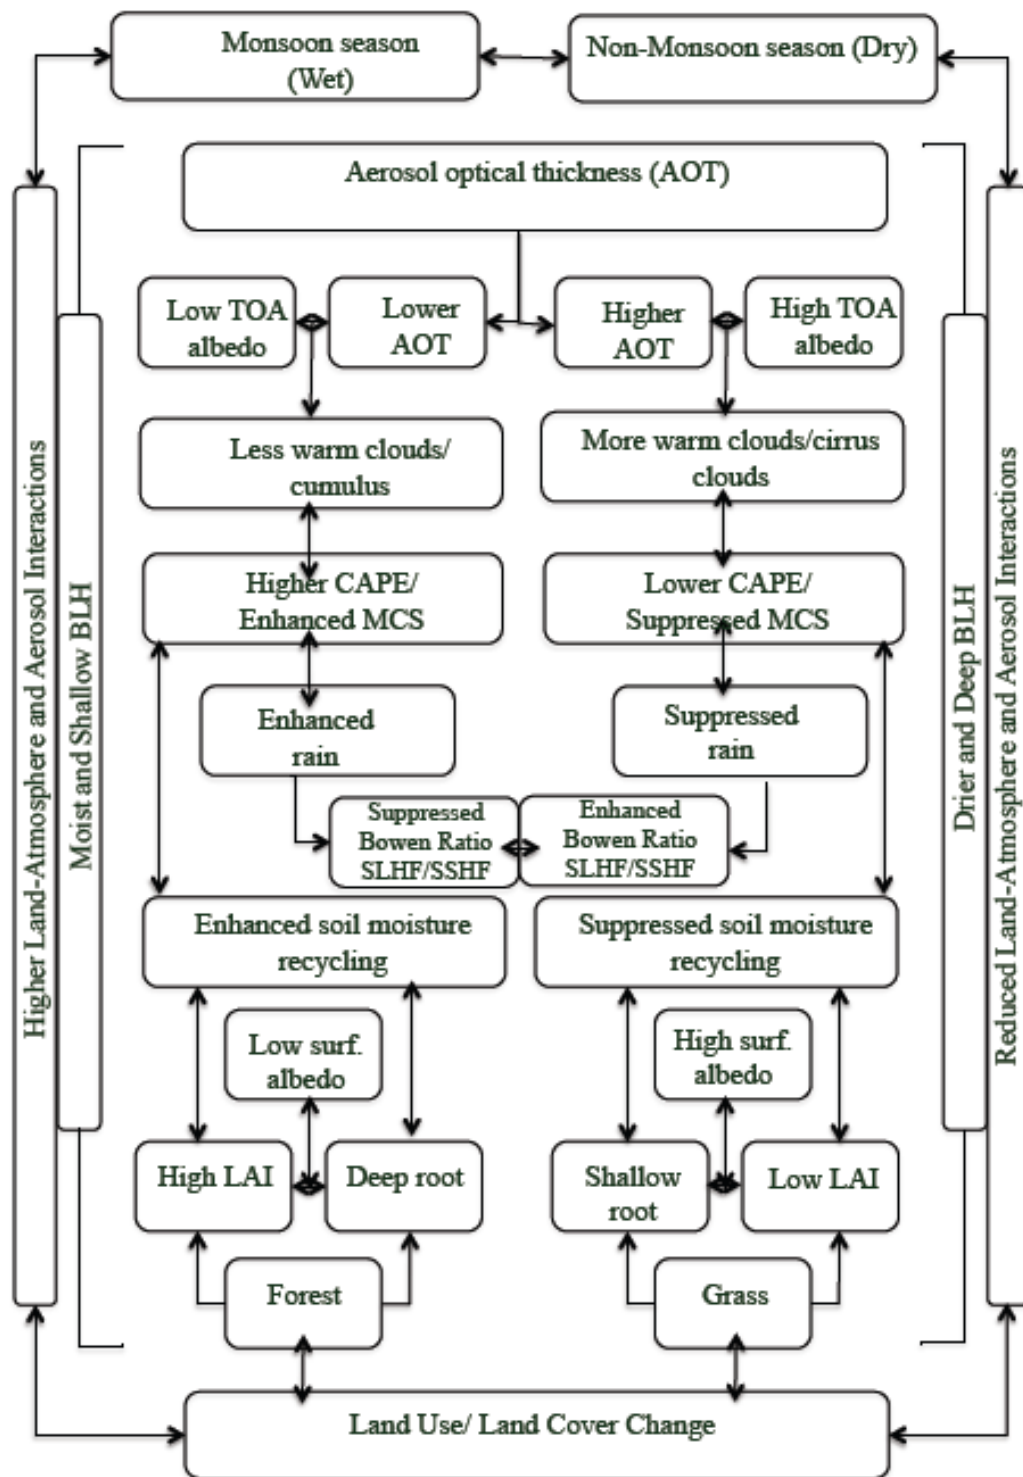 Monsoon season
(Wet)
Non-Monsoon season (Dry)
Aerosol optical thickness (AOT)
Low TOA
albedo
Lower
AOT
Higher
AOT
High TOA
albedo
Less warm clouds/
cumulus
More warm clouds/cirrus
clouds
Higher CAPE/
Enhanced MCS
Lower CAPE/
Suppressed MCS
Enhanced
rain
Suppressed
rain
Suppressed
Bowen Ratio
SLHF/SSHF
Enhanced
Bowen Ratio
SLHF/SSHF
Enhanced soil moisture
recycling
Suppressed soil moisture
recycling
Low surf.
albedo
High surf.
albedo
High LAI
Deep root
Shallow
root
Low LAI
Forest
Grass
Land Use/ Land Cover Change
Higher Land-Atmosphere and Aerosol Interactions
Moist and Shallow BLH
Drier and Deep BLH
Reduced Land-Atmosphere and Aerosol Interactions